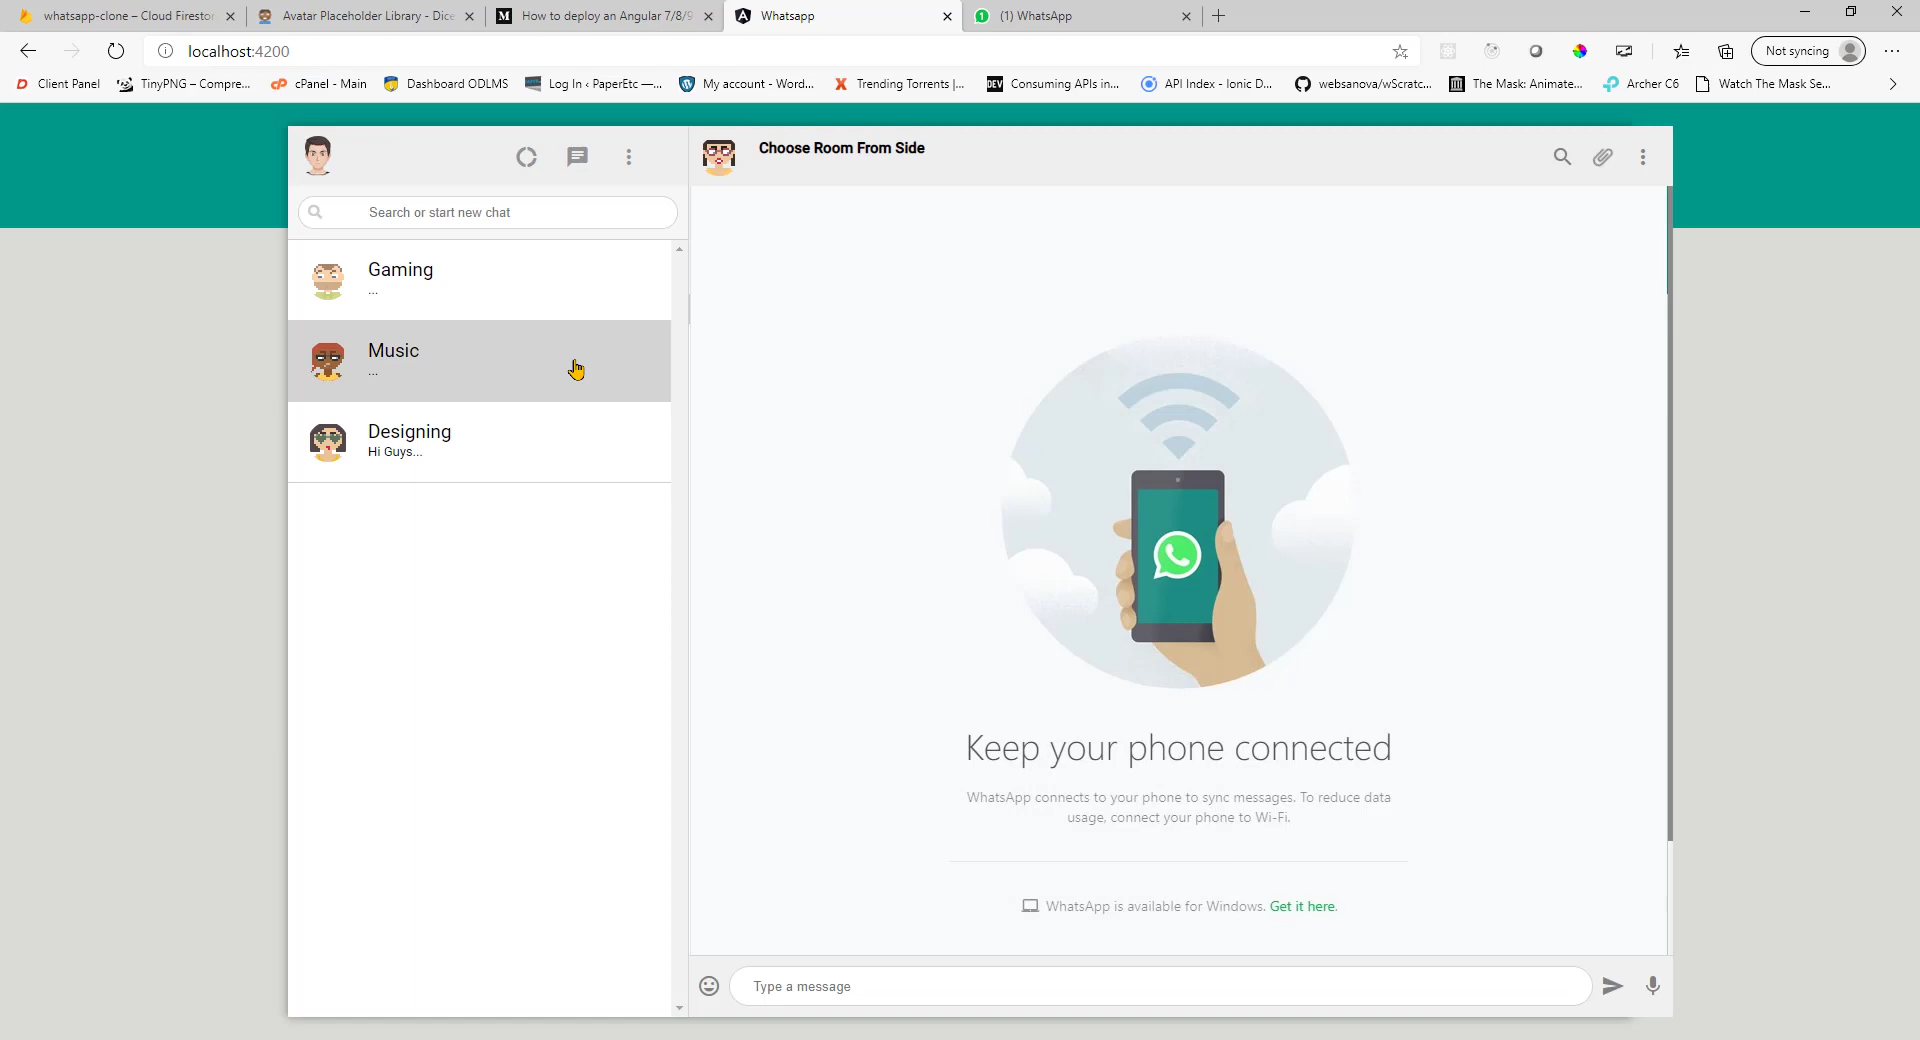 whatsapp-clone – Cloud Firestor
Avatar Placeholder Library - Dice
How to deploy an Angular 7/8/9
Whatsapp
(1) WhatsApp
localhost:4200
Not syncing
Client Panel
TinyPNG – Compre...
cPanel - Main
Dashboard ODLMS
Log In ‹ PaperEtc —...
My account - Word...
Trending Torrents |...
DEV
Consuming APIs in...
API Index - Ionic D...
websanova/wScratc...
The Mask: Animate...
Archer C6
Watch The Mask Se...
Choose Room From Side
Search or start new chat
Gaming
...
Music
...
Designing
Hi Guys...
Keep your phone connected
WhatsApp connects to your phone to sync messages. To reduce data
usage, connect your phone to Wi-Fi.
WhatsApp is available for Windows. Get it here.
Type a message